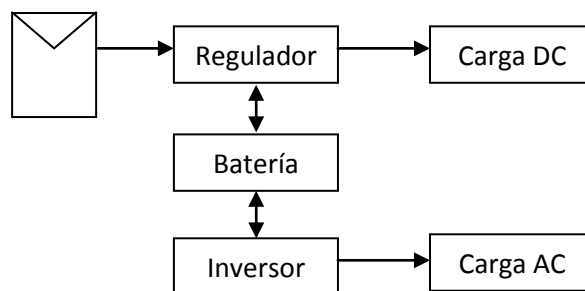 Regulador
Carga DC
Batería
Inversor
Carga AC